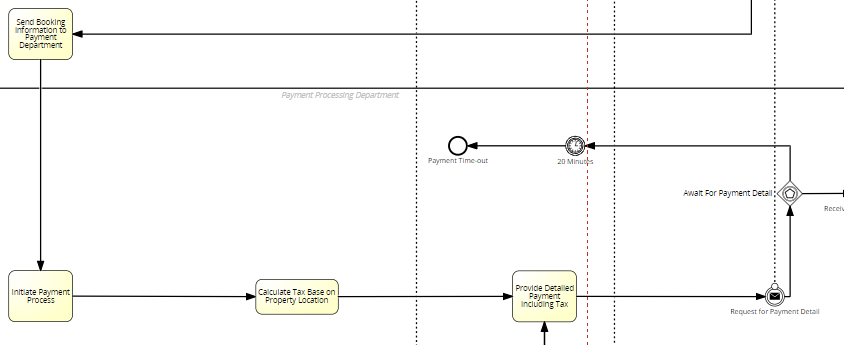 Send Booking
Information to
Payment
Department
Payment Processing Department
Payment Time-out
20 Minutes
Await For Payment Detail
Receiv
Initiate Payment
Process
Calculate Tax Base on
Property Location
Provide Detailed
Payment
Including Tax
Request for Payment Detail